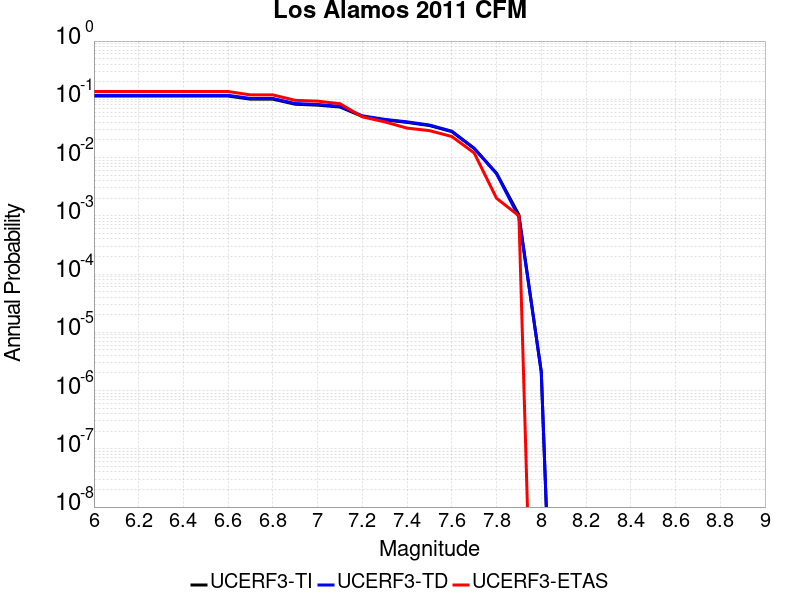 Los Alamos 2011 CFM
10^0
10^-1
10^-2
10^-3
10^-4
10^-5
10^-6
10^-7
10^-8
Annual Probability
6 6.2 6.4 6.6 6.8 7 7.2 7.4 7.6 7.8 8 8.2 8.4 8.6 8.8 9
Magnitude
UCERF3-TI UCERF3-TD UCERF3-ETAS